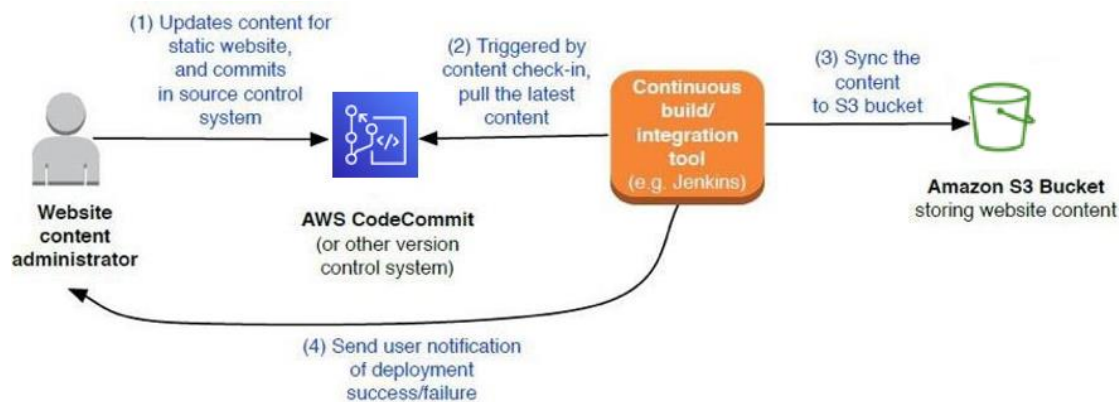 (1) Updates content for
static website,
and commits
in source control
system
(2) Triggered by
content check-in,
pull the latest
content
Continuous
build/
integration
tool
(e.g. Jenkins)
(3) Sync the
content
to S3 bucket
</>
Website
content
administrator
AWS CodeCommit
(or other version
control system)
Amazon S3 Bucket
storing website content
(4) Send user notification
of deployment
success/failure